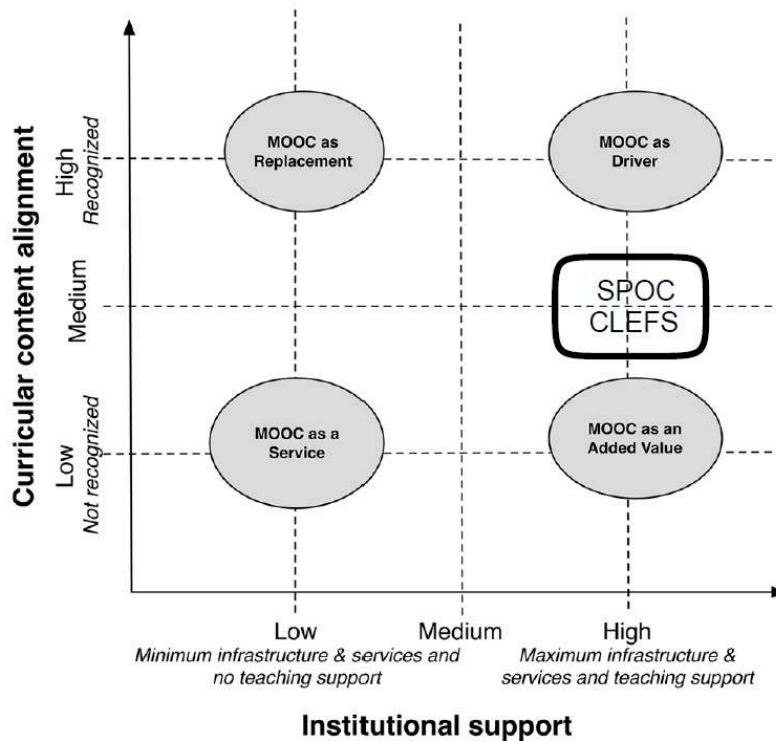 Curricular content alignment
High
Recognized
Medium
Low
Not recognized
MOOC as
Replacement
MOOC as
Driver
SPOC
CLEFS
MOOC as a
Service
MOOC as an
Added Value
Low
Medium
High
Minimum infrastructure & services and
no teaching support
Maximum infrastructure &
services and teaching support
Institutional support